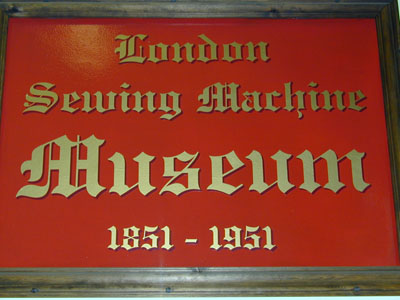 London
Sewing Machine
Museum
1851 - 1951